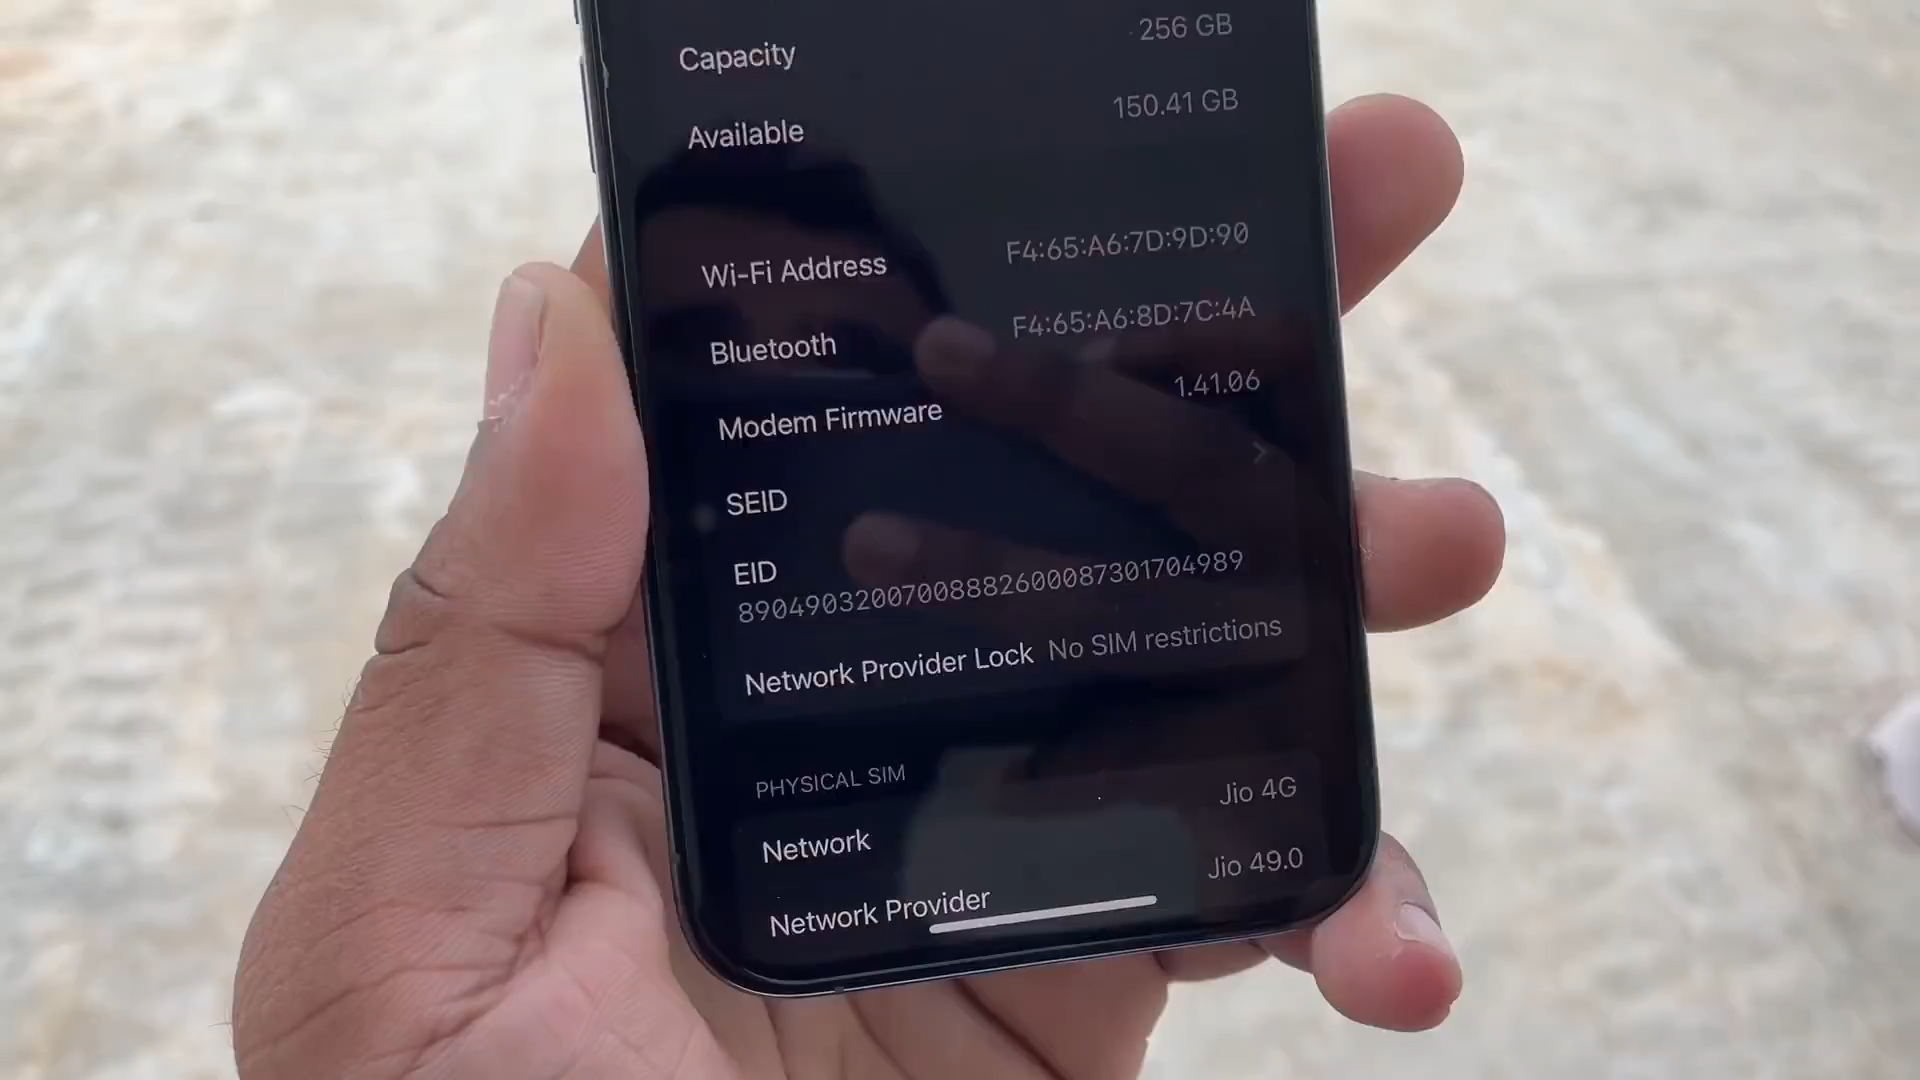 Capacity 256 GB
Available 150.41 GB
Wi-Fi Address F4:65:A6:7D:9D:90
Bluetooth F4:65:A6:8D:7C:4A
Modem Firmware 1.41.06
SEID
EID
89049032007008882600087301704989
Network Provider Lock No SIM restrictions
PHYSICAL SIM
Network Jio 4G
Network Provider Jio 49.0